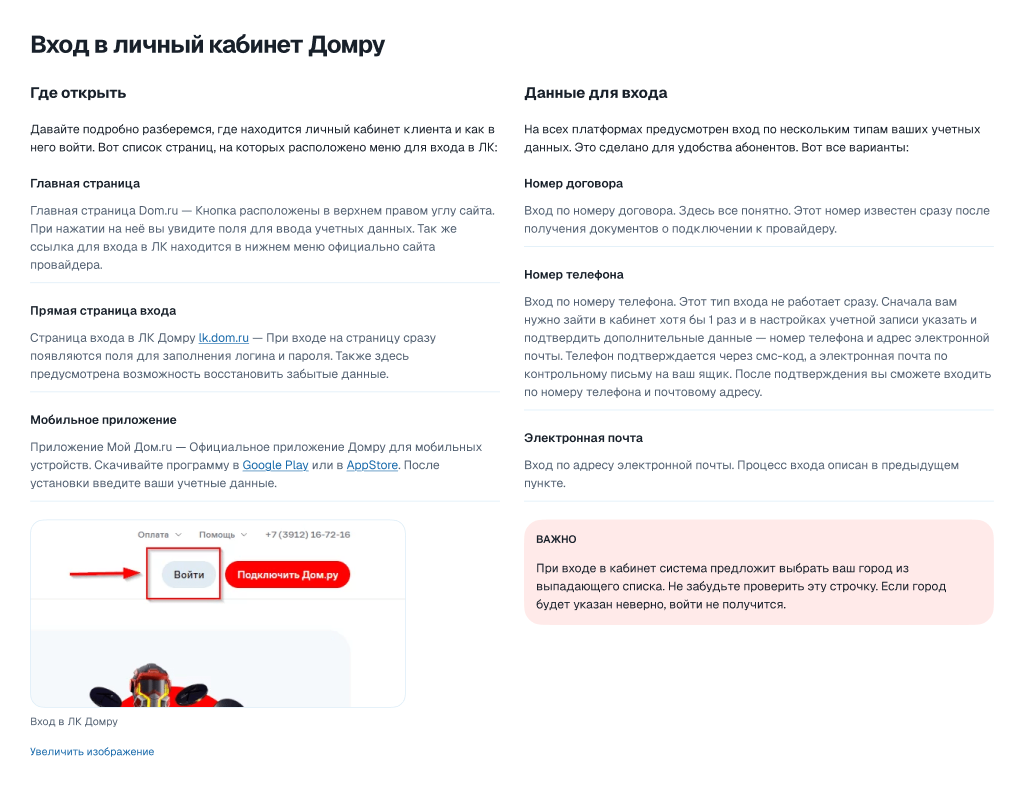 Вход в личный кабинет Домру
Где открыть
Давайте подробно разберемся, где находится личный кабинет клиента и как в
него войти. Вот список страниц, на которых расположено меню для входа в ЛК:
Главная страница
Главная страница Dom.ru — Кнопка расположены в верхнем правом углу сайта.
При нажатии на неё вы увидите поля для ввода учетных данных. Так же
ссылка для входа в ЛК находится в нижнем меню официально сайта
провайдера.
Прямая страница входа
Страница входа в ЛК Домру lk.dom.ru — При входе на страницу сразу
появляются поля для заполнения логина и пароля. Также здесь
предусмотрена возможность восстановить забытые данные.
Мобильное приложение
Приложение Мой Дом.ru — Официальное приложение Домру для мобильных
устройств. Скачивайте программу в Google Play или в AppStore. После
установки введите ваши учетные данные.
Оплата Помощь +7 (3912) 16-72-16
Войти Подключить Дом.ру
Вход в ЛК Домру
Увеличить изображение
Данные для входа
На всех платформах предусмотрен вход по нескольким типам ваших учетных
данных. Это сделано для удобства абонентов. Вот все варианты:
Номер договора
Вход по номеру договора. Здесь все понятно. Этот номер известен сразу после
получения документов о подключении к провайдеру.
Номер телефона
Вход по номеру телефона. Этот тип входа не работает сразу. Сначала вам
нужно зайти в кабинет хотя бы 1 раз и в настройках учетной записи указать и
подтвердить дополнительные данные — номер телефона и адрес электронной
почты. Телефон подтверждается через смс-код, а электронная почта по
контрольному письму на ваш ящик. После подтверждения вы сможете входить
по номеру телефона и почтовому адресу.
Электронная почта
Вход по адресу электронной почты. Процесс входа описан в предыдущем
пункте.
ВАЖНО
При входе в кабинет система предложит выбрать ваш город из
выпадающего списка. Не забудьте проверить эту строчку. Если город
будет указан неверно, войти не получится.